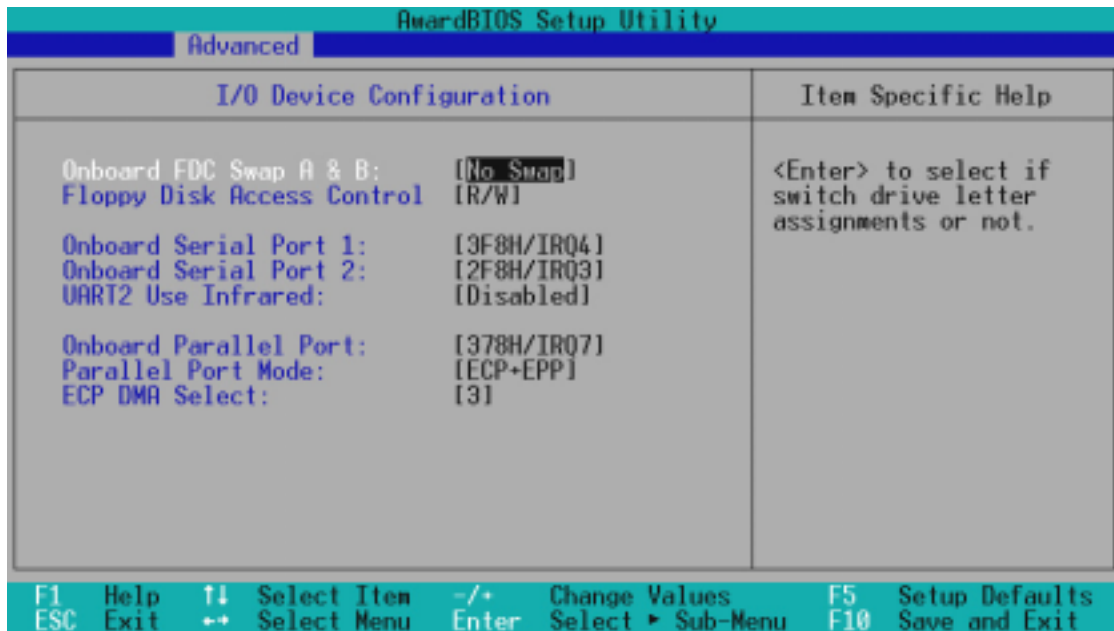 AwardBIOS Setup Utility
Advanced
I/O Device Configuration
Item Specific Help
Onboard FDC Swap A & B: [No Swap]
Floppy Disk Access Control [R/W]
Onboard Serial Port 1: [3F8H/IRQ4]
Onboard Serial Port 2: [2F8H/IRQ3]
UART2 Use Infrared: [Disabled]
Onboard Parallel Port: [378H/IRQ7]
Parallel Port Mode: [ECP+EPP]
ECP DMA Select: [3]
<Enter> to select if
switch drive letter
assignments or not.
F1 Help ↑↓ Select Item -/+ Change Values F5 Setup Defaults
ESC Exit ←→ Select Menu Enter Select ► Sub-Menu F10 Save and Exit